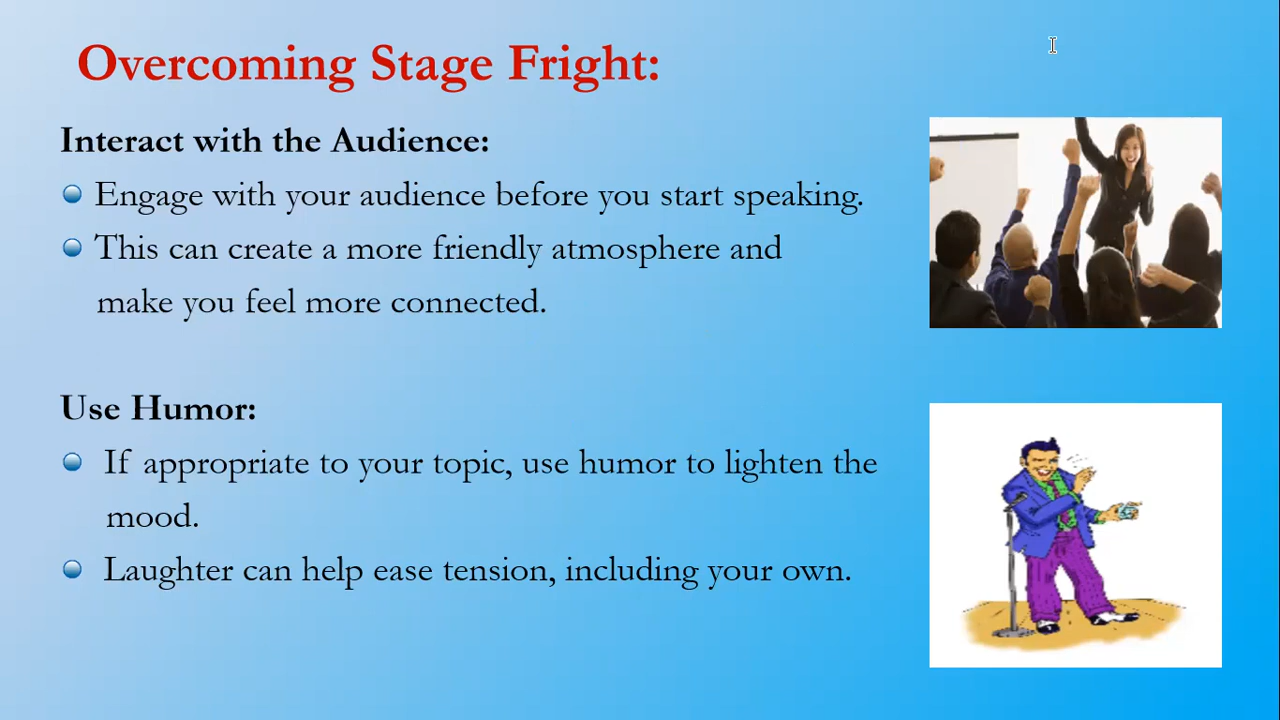 Overcoming Stage Fright:
Interact with the Audience:
Engage with your audience before you start speaking.
This can create a more friendly atmosphere and
make you feel more connected.
Use Humor:
If appropriate to your topic, use humor to lighten the
mood.
Laughter can help ease tension, including your own.